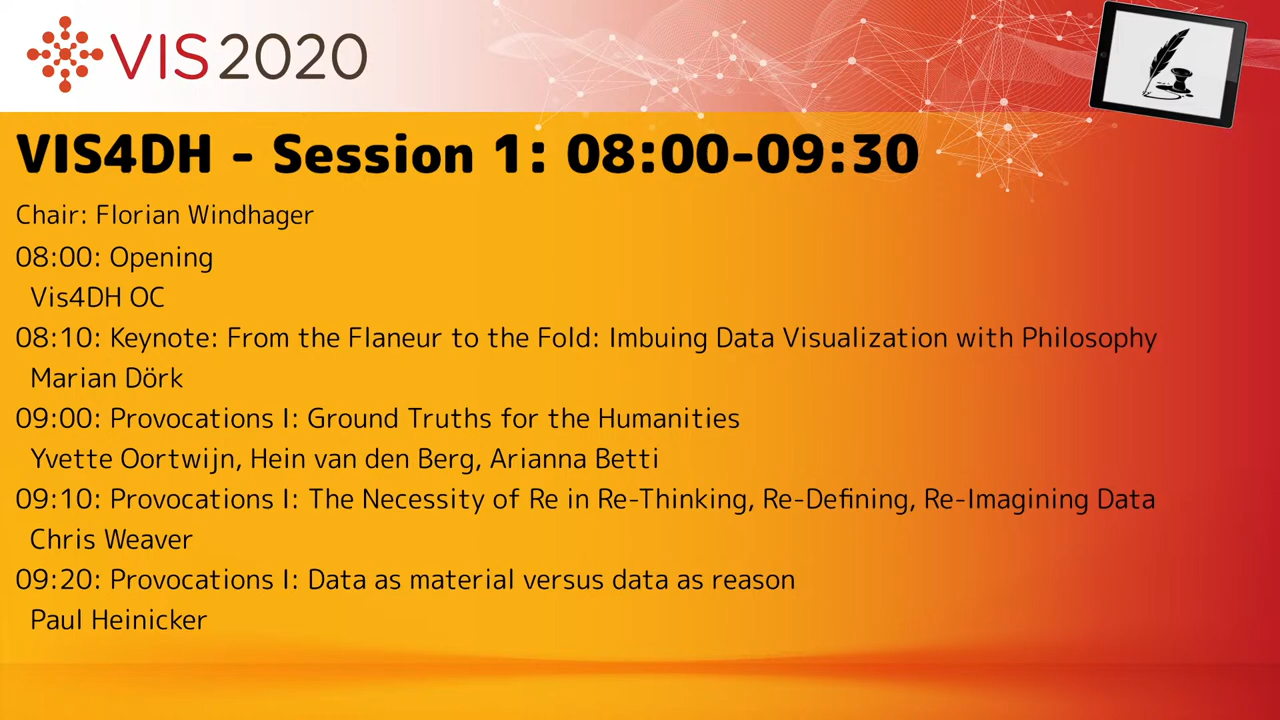 VIS2020
VIS4DH - Session 1: 08:00-09:30
Chair: Florian Windhager
08:00: Opening
Vis4DH OC
08:10: Keynote: From the Flaneur to the Fold: Imbuing Data Visualization with Philosophy
Marian Dörk
09:00: Provocations I: Ground Truths for the Humanities
Yvette Oortwijn, Hein van den Berg, Arianna Betti
09:10: Provocations I: The Necessity of Re in Re-Thinking, Re-Defining, Re-Imagining Data
Chris Weaver
09:20: Provocations I: Data as material versus data as reason
Paul Heinicker